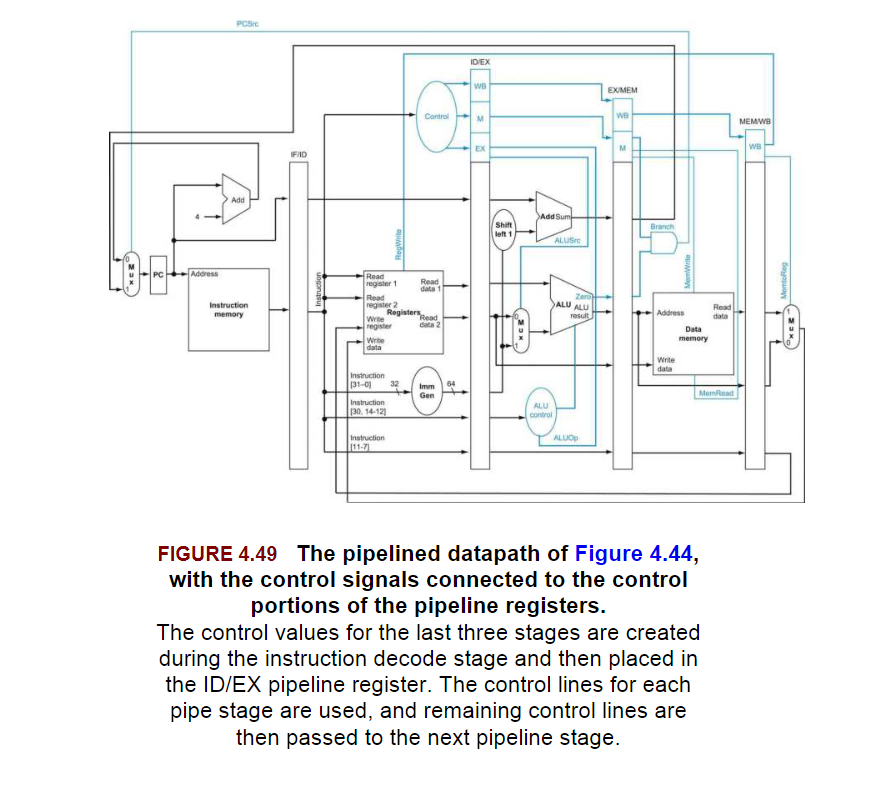 PCSrc
ID/EX
WB
EX/MEM
Control
M
WB
MEM/WB
EX
M
WB
IF/ID
Add
4
Shift
left 1
AddSum
ALUSrc
Branch
RegWrite
MemWrite
MemtoReg
0
M
u
x
1
PC
Address
Instruction
memory
Instruction
Read
register 1
Read
data 1
Read
register 2
Registers
Write
register
Read
data 2
Write
data
0
M
u
x
1
Zero
ALU
ALU
result
Address
Read
data
Data
memory
Write
data
1
M
u
x
0
MemRead
Instruction
[31–0]
32
Imm
Gen
64
Instruction
[30, 14-12]
ALU
control
Instruction
[11-7]
ALUOp
FIGURE 4.49 The pipelined datapath of Figure 4.44,
with the control signals connected to the control
portions of the pipeline registers.
The control values for the last three stages are created
during the instruction decode stage and then placed in
the ID/EX pipeline register. The control lines for each
pipe stage are used, and remaining control lines are
then passed to the next pipeline stage.